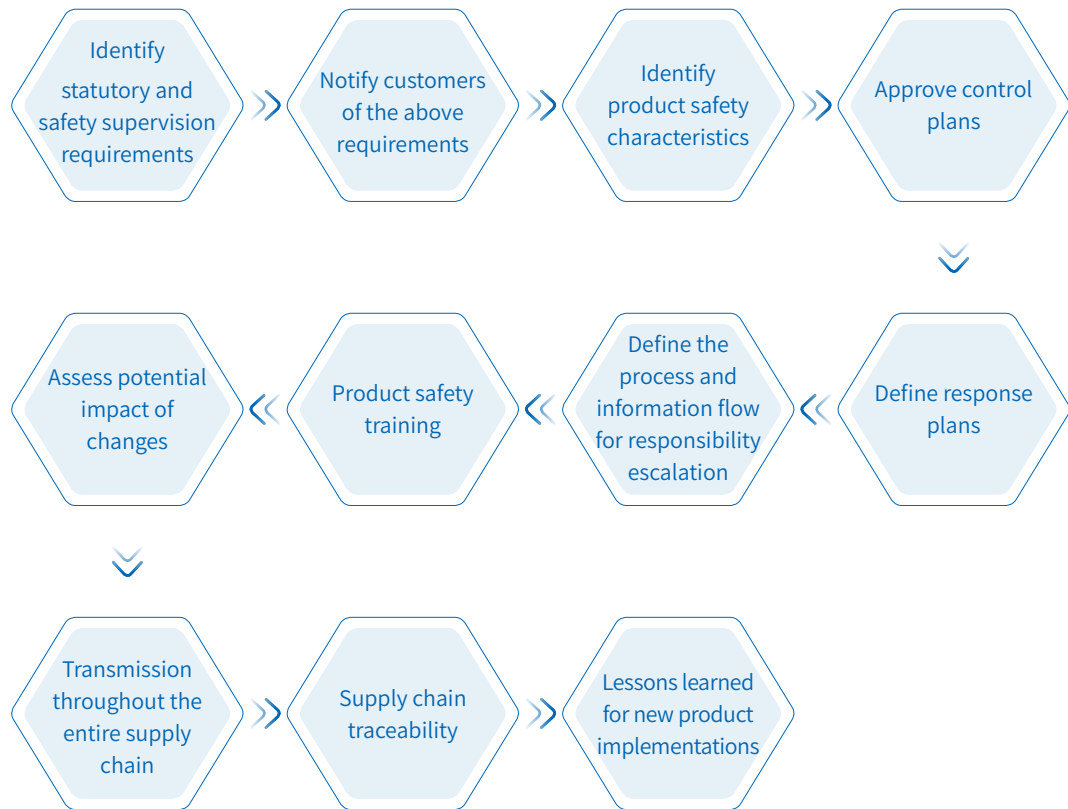 Identify
statutory and
safety supervision
requirements
Notify customers
of the above
requirements
Identify
product safety
characteristics
Approve control
plans
Define response
plans
Define the
process and
information flow
for responsibility
escalation
Product safety
training
Assess potential
impact of
changes
Transmission
throughout the
entire supply
chain
Supply chain
traceability
Lessons learned
for new product
implementations